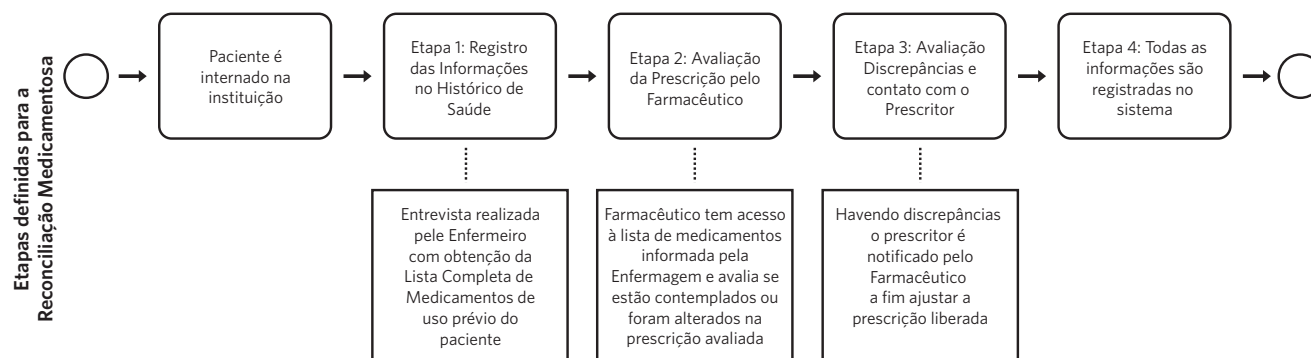 Etapas definidas para a
Reconciliação Medicamentosa
Paciente é
internado na
instituição
Etapa 1: Registro
das Informações
no Histórico de
Saúde
Etapa 2: Avaliação
da Prescrição pelo
Farmacêutico
Etapa 3: Avaliação
Discrepâncias e
contato com o
Prescritor
Etapa 4: Todas as
informações são
registradas no
sistema
Entrevista realizada
pele Enfermeiro
com obtenção da
Lista Completa de
Medicamentos de
uso prévio do
paciente
Farmacêutico tem acesso
à lista de medicamentos
informada pela
Enfermagem e avalia se
estão contemplados ou
foram alterados na
prescrição avaliada
Havendo discrepâncias
o prescritor é
notificado pelo
Farmacêutico
a fim ajustar a
prescrição liberada